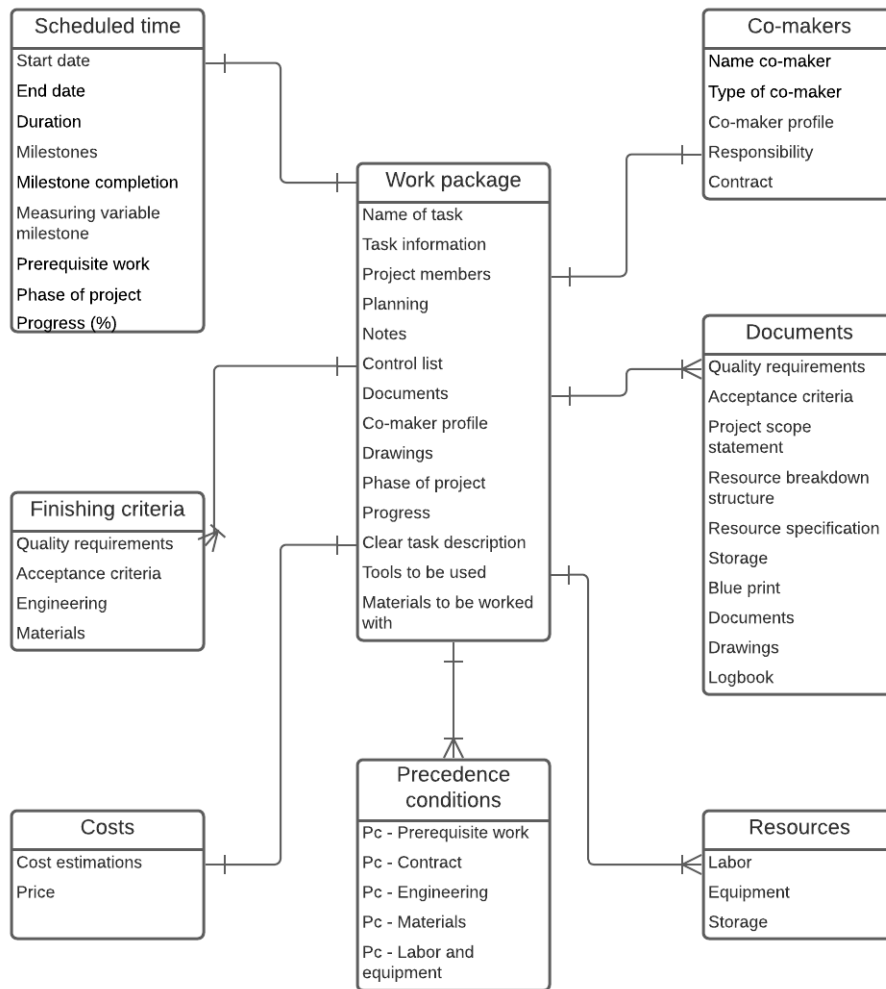 Scheduled time
Start date
End date
Duration
Milestones
Milestone completion
Measuring variable
milestone
Prerequisite work
Phase of project
Progress (%)
Co-makers
Name co-maker
Type of co-maker
Co-maker profile
Responsibility
Contract
Work package
Name of task
Task information
Project members
Planning
Notes
Control list
Documents
Co-maker profile
Drawings
Phase of project
Progress
Clear task description
Tools to be used
Materials to be worked
with
Documents
Quality requirements
Acceptance criteria
Project scope
statement
Resource breakdown
structure
Resource specification
Storage
Blue print
Documents
Drawings
Logbook
Finishing criteria
Quality requirements
Acceptance criteria
Engineering
Materials
Costs
Cost estimations
Price
Precedence
conditions
Pc - Prerequisite work
Pc - Contract
Pc - Engineering
Pc - Materials
Pc - Labor and
equipment
Resources
Labor
Equipment
Storage